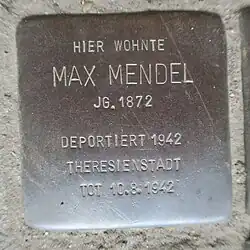 HIER WOHNTE
MAX MENDEL
JG. 1872
DEPORTIERT 1942
THERESIENSTADT
TOT 10.8.1942